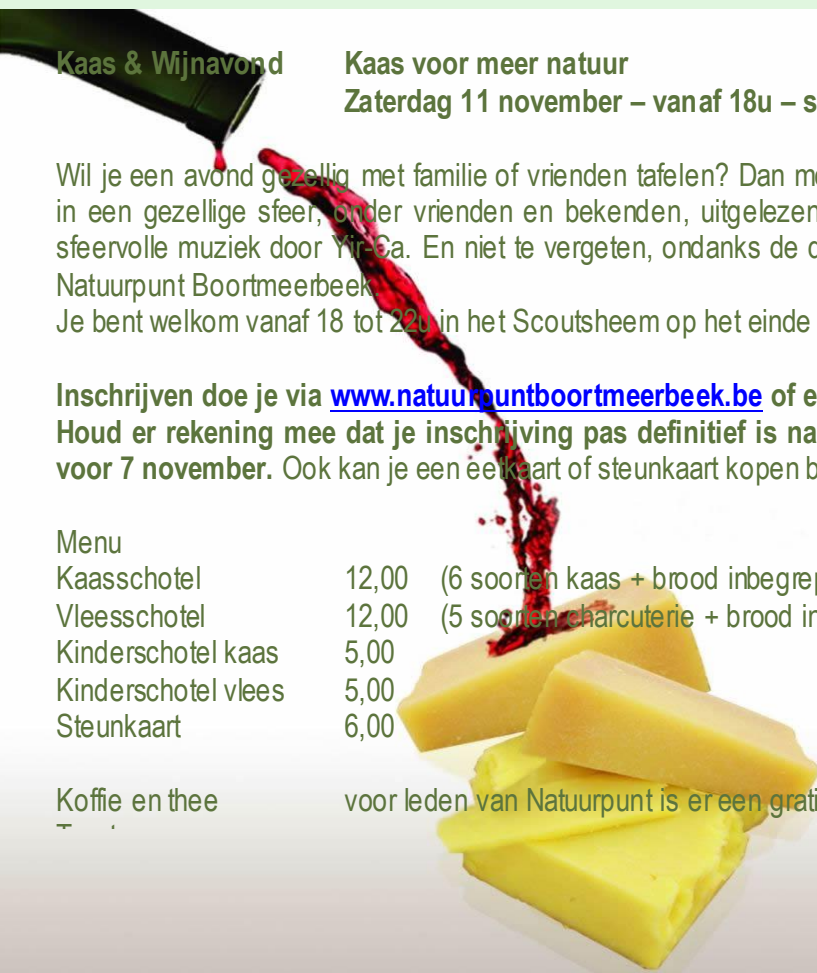 Kaas & Wijnavond Kaas voor meer natuur
Zaterdag 11 november – vanaf 18u – s
Wil je een avond gezellig met familie of vrienden tafelen? Dan
in een gezellige sfeer, onder vrienden en bekenden, uitgelezen
sfeervolle muziek door Yir-Ca. En niet te vergeten, ondanks de
Natuurpunt Boortmeerbeek.
Je bent welkom vanaf 18 tot 22u in het Scoutsheem op het einde
Inschrijven doe je via www.natuurpuntboortmeerbeek.be of e
Houd er rekening mee dat je inschrijving pas definitief is na
voor 7 november. Ook kan je een eetkaart of steunkaart kopen b
Menu
Kaasschotel 12,00 (6 soorten kaas + brood inbegrep
Vleesschotel 12,00 (5 soorten charcuterie + brood in
Kinderschotel kaas 5,00
Kinderschotel vlees 5,00
Steunkaart 6,00
Koffie en thee voor leden van Natuurpunt is er een grati